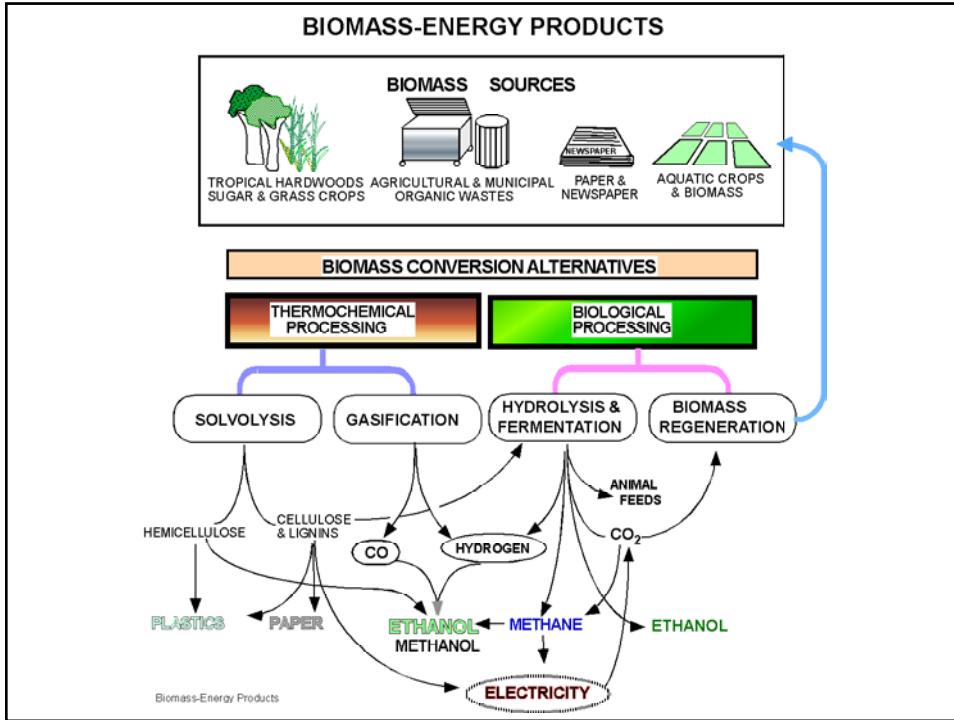 BIOMASS-ENERGY PRODUCTS
BIOMASS SOURCES
NEWSPAPER
TROPICAL HARDWOODS
SUGAR & GRASS CROPS
AGRICULTURAL & MUNICIPAL
ORGANIC WASTES
PAPER &
NEWSPAPER
AQUATIC CROPS
& BIOMASS
BIOMASS CONVERSION ALTERNATIVES
THERMOCHEMICAL
PROCESSING
BIOLOGICAL
PROCESSING
SOLVOLYSIS
GASIFICATION
HYDROLYSIS &
FERMENTATION
BIOMASS
REGENERATION
ANIMAL
FEEDS
HEMICELLULOSE
CELLULOSE
& LIGNINS
CO
HYDROGEN
CO₂
PLASTICS
PAPER
ETHANOL
METHANOL
METHANE
ETHANOL
ELECTRICITY
Biomass-Energy Products